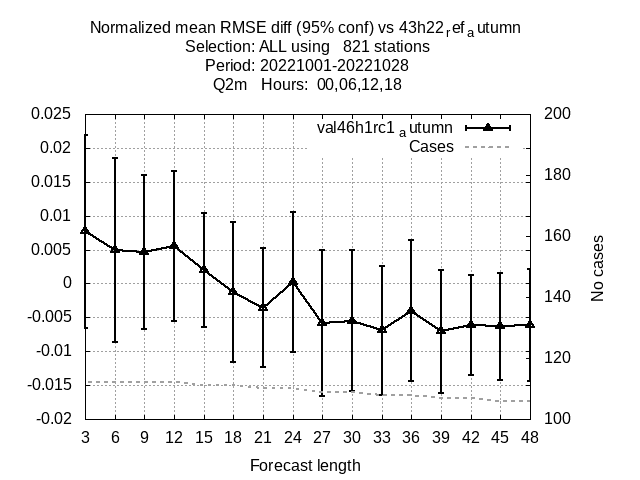 Normalized mean RMSE diff (95% conf) vs 43h22refautumn
Selection: ALL using 821 stations
Period: 20221001-20221028
Q2m Hours: 00,06,12,18
val46h1rc1autumn
Cases
0.025
0.02
0.015
0.01
0.005
0
-0.005
-0.01
-0.015
-0.02
200
180
160
140
120
100
No cases
3 6 9 12 15 18 21 24 27 30 33 36 39 42 45 48
Forecast length